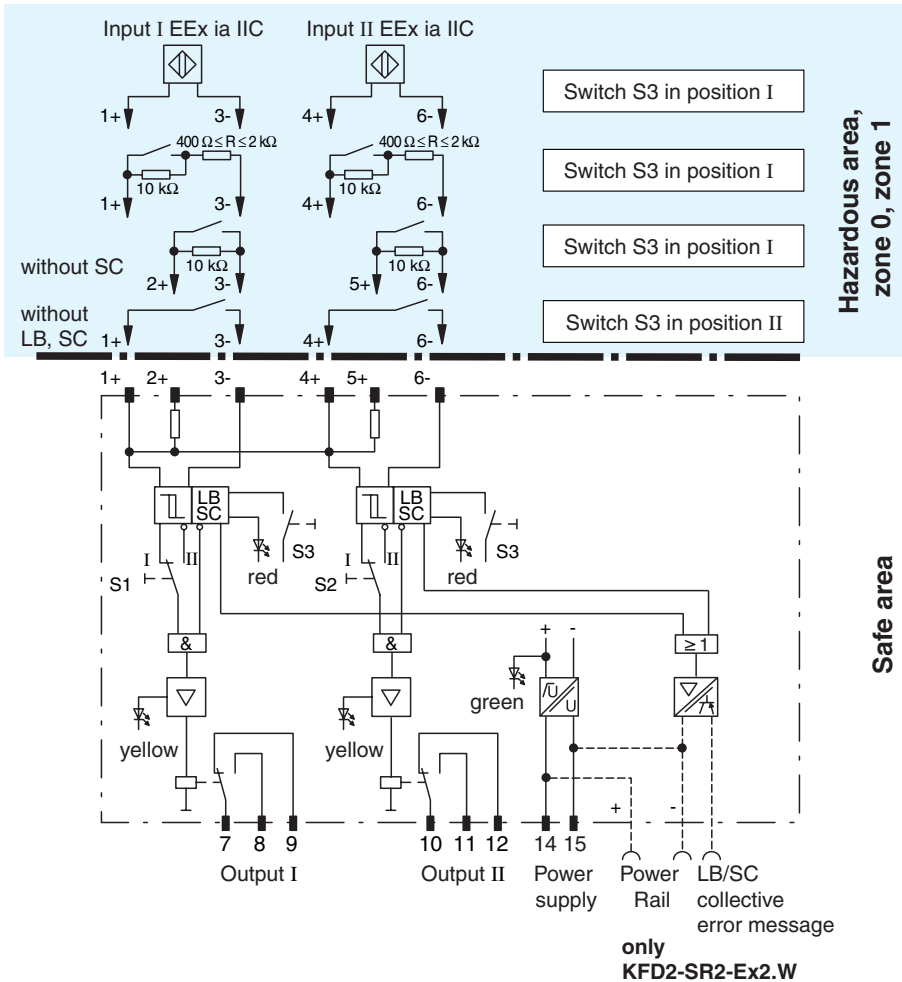 Input I EEx ia IIC Input II EEx ia IIC
Switch S3 in position I
1+ 3- 4+ 6-
400 Ω ≤ R ≤ 2 kΩ 400 Ω ≤ R ≤ 2 kΩ
Switch S3 in position I
10 kΩ 10 kΩ
1+ 3- 4+ 6-
Switch S3 in position I
without SC 10 kΩ 10 kΩ
2+ 3- 5+ 6-
without
LB, SC
Switch S3 in position II
1+ 3- 4+ 6-
Hazardous area,
zone 0, zone 1
1+ 2+ 3- 4+ 5+ 6-
LB
SC
LB
SC
I II S3 I II S3
S1 red S2 red
Safe area
& & + - ≥ 1
green U U
yellow yellow
+ -
7 8 9 10 11 12 14 15
Output I Output II
Power
supply
Power
Rail
LB/SC
collective
error message
only
KFD2-SR2-Ex2.W